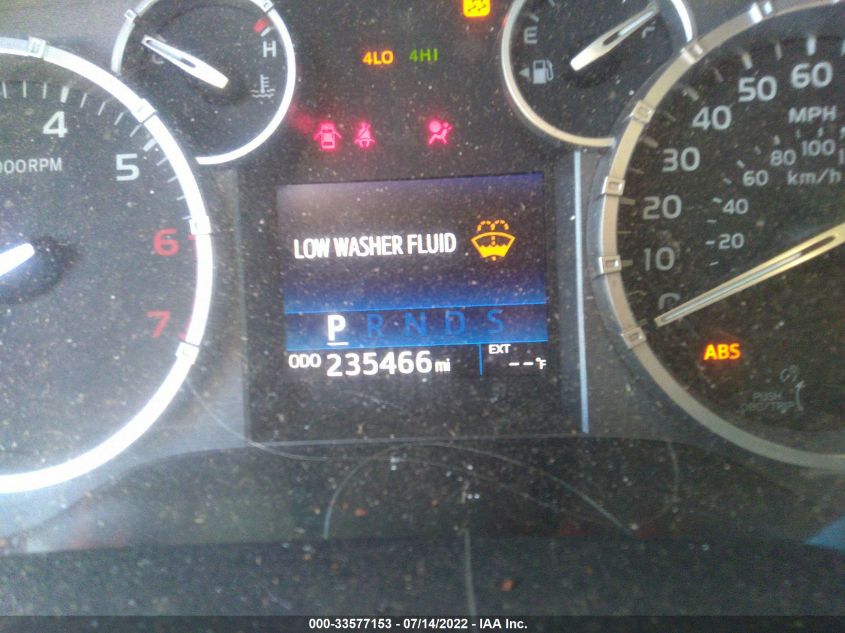 E
F
H
C
4LO 4HI
4
5
6
7
000RPM
LOW WASHER FLUID
P R N D S
ODO 235466 mi
EXT
--°F
60
50
40
30
20
10
0
MPH
100
80
60
40
20
km/h
ABS
PUSH
ODO/TRIP
000-33577153 - 07/14/2022 - IAA Inc.